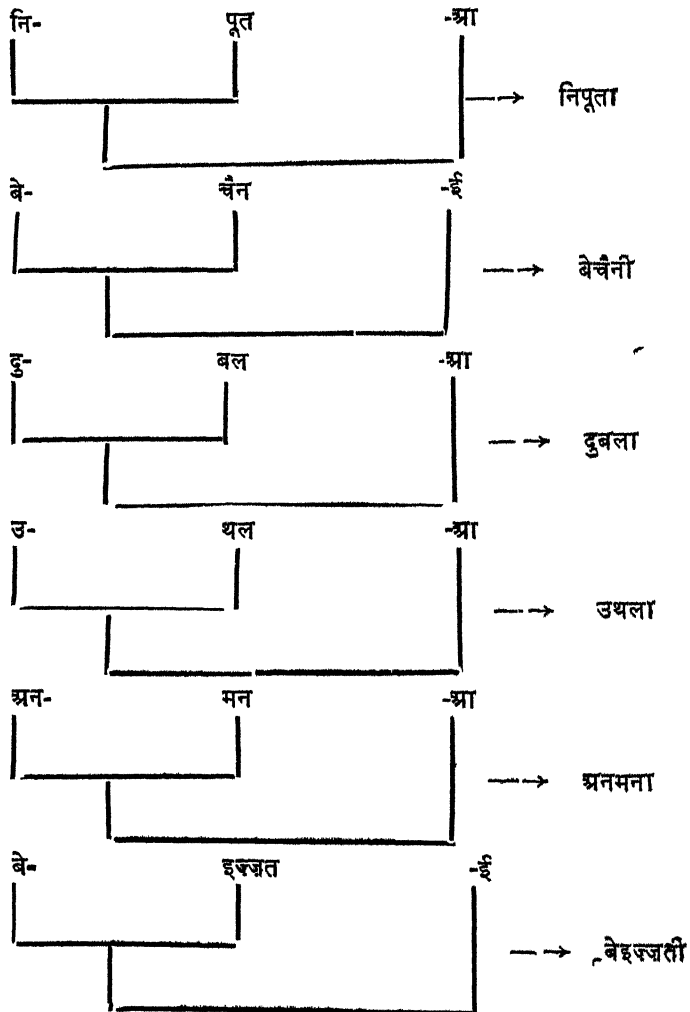 नि- पूत -आ
—→ निपूता
बे- चैन -ई
—→ बेचैनी
दु- बल -आ
—→ दुबला
उ- थल -आ
—→ उथला
अन- मन -आ
—→ अनमना
बे- इज़्ज़त -ई
—→ बेइज़्ज़ती